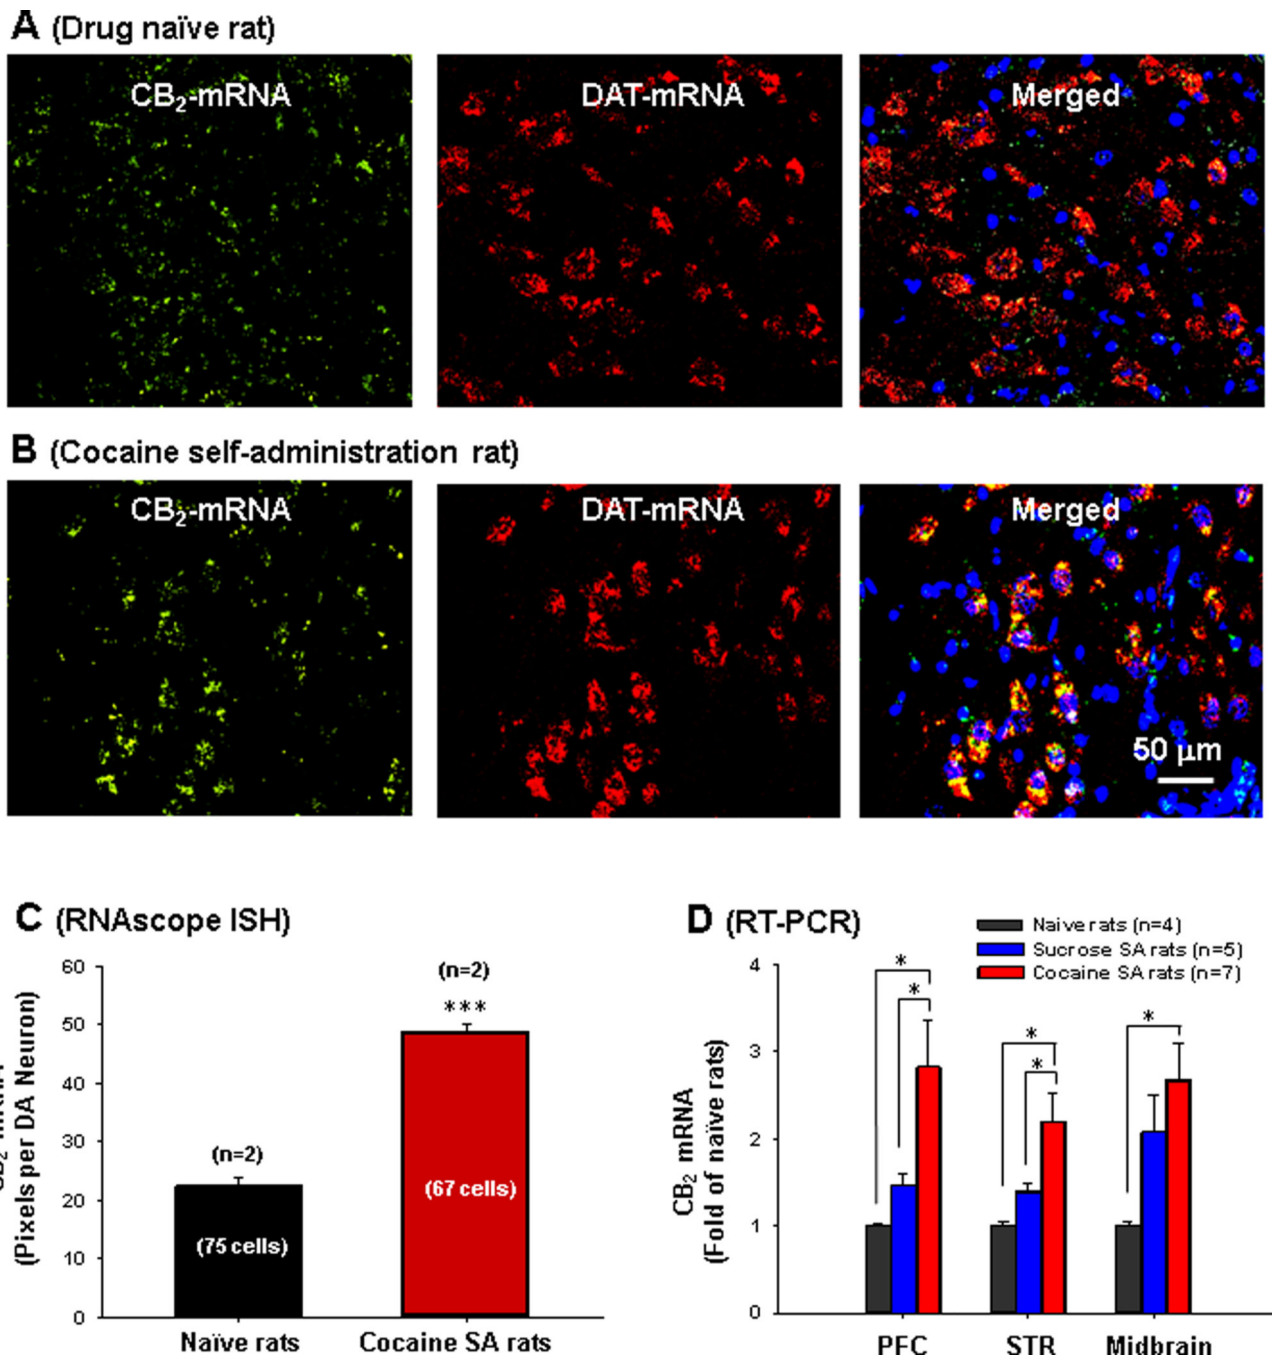 A (Drug naïve rat)
CB₂-mRNA
DAT-mRNA
Merged
B (Cocaine self-administration rat)
CB₂-mRNA
DAT-mRNA
Merged
50 µm
C (RNAscope ISH)
(Pixels per DA Neuron)
60
50
40
30
20
10
0
(n=2)
(75 cells)
(n=2)
***
(67 cells)
Naïve rats
Cocaine SA rats
D (RT-PCR)
Naive rats (n=4)
Sucrose SA rats (n=5)
Cocaine SA rats (n=7)
CB₂ mRNA
(Fold of naïve rats)
4
3
2
1
0
*
*
*
*
*
PFC
STR
Midbrain